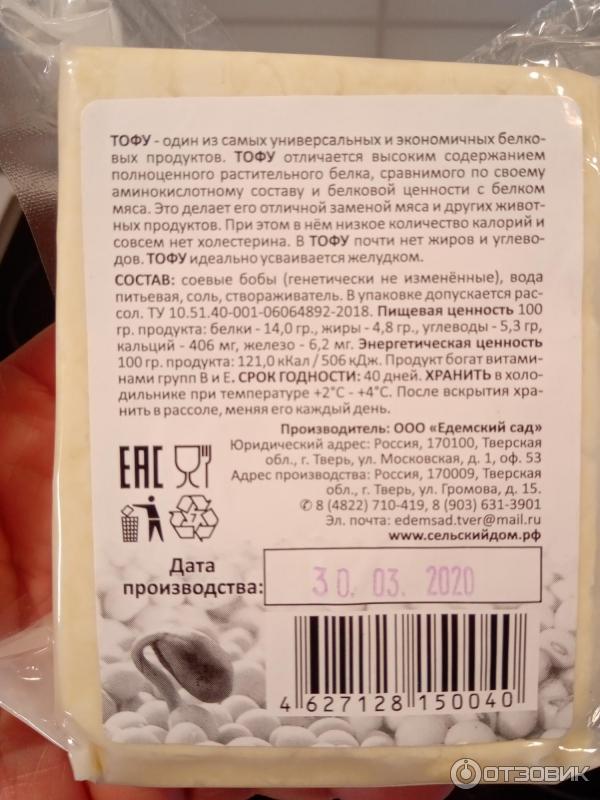 ТОФУ - один из самых универсальных и экономичных белко-
вых продуктов. ТОФУ отличается высоким содержанием
полноценного растительного белка, сравнимого по своему
аминокислотному составу и белковой ценности с белком
мяса. Это делает его отличной заменой мяса и других живот-
ных продуктов. При этом в нём низкое количество калорий и
совсем нет холестерина. В ТОФУ почти нет жиров и углево-
дов. ТОФУ идеально усваивается желудком.
СОСТАВ: соевые бобы (генетически не изменённые), вода
питьевая, соль, створаживатель. В упаковке допускается рас-
сол. ТУ 10.51.40-001-06064892-2018. Пищевая ценность 100
гр. продукта: белки - 14,0 гр., жиры - 4,8 гр., углеводы - 5,3 гр,
кальций - 406 мг, железо - 6,2 мг. Энергетическая ценность
100 гр. продукта: 121,0 кКал / 506 кДж. Продукт богат витами-
нами групп В и Е. СРОК ГОДНОСТИ: 40 дней. ХРАНИТЬ в холо-
дильнике при температуре +2°С - +4°С. После вскрытия хра-
нить в рассоле, меняя его каждый день.
Производитель: ООО «Едемский сад»
Юридический адрес: Россия, 170100, Тверская
обл., г. Тверь, ул. Московская, д. 1, оф. 53
Адрес производства: Россия, 170009, Тверская
обл., г. Тверь, ул. Громова, д. 15.
✆ 8 (4822) 710-419, 8 (903) 631-3901
Эл. почта: edemsad.tver@mail.ru
www.сельскийдом.рф
EAC
7
Дата
производства:
30. 03. 2020
4 627128 150040
ОТЗОВИК